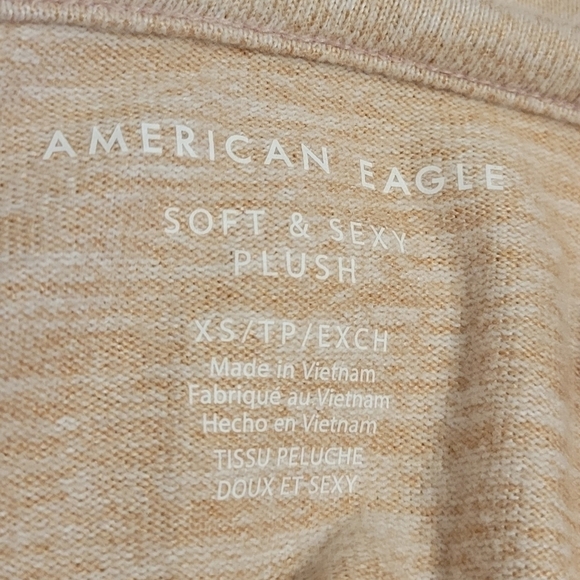 AMERICAN EAGLE
SOFT & SEXY
PLUSH
XS/TP/EXCH
Made in Vietnam
Fabriqué au Vietnam
Hecho en Vietnam
TISSU PELUCHE
DOUX ET SEXY